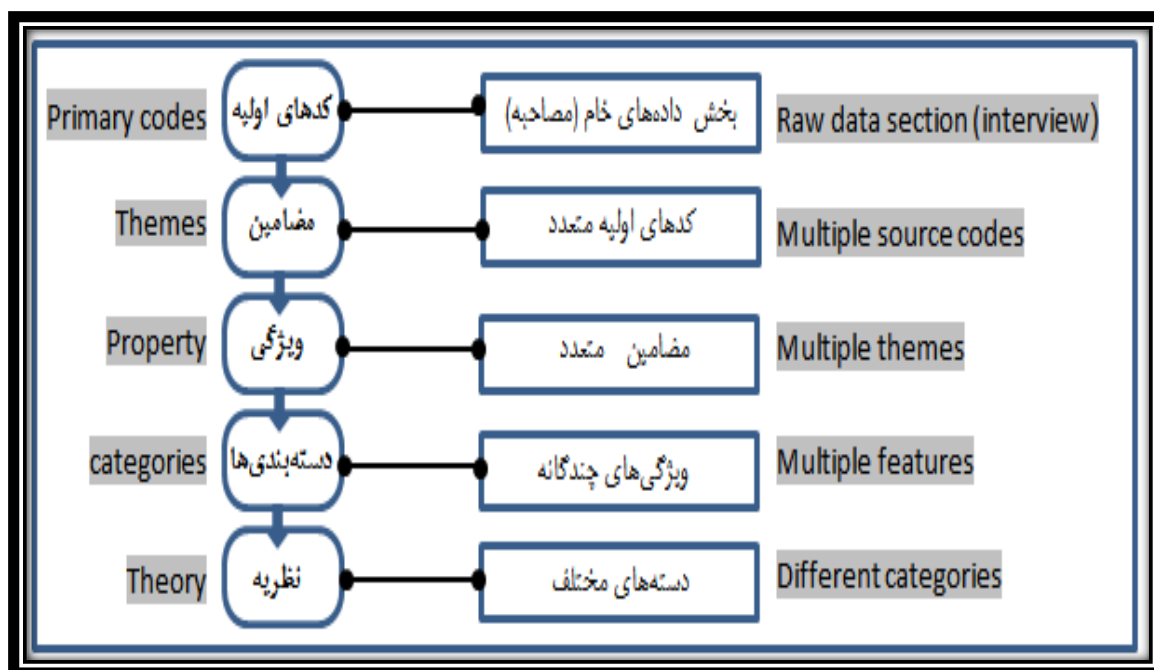 Primary codes
کدهای اولیه
بخش داده‌های خام (مصاحبه)
Raw data section (interview)
Themes
مضامین
کدهای اولیه متعدد
Multiple source codes
Property
ویژگی
مضامین متعدد
Multiple themes
categories
دسته‌بندی‌ها
ویژگی‌های چندگانه
Multiple features
Theory
نظریه
دسته‌های مختلف
Different categories